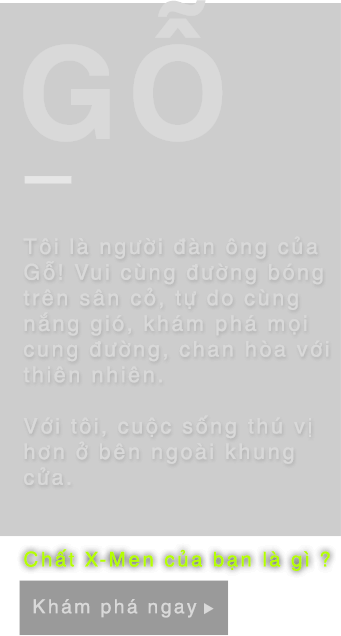 GỖ
Tôi là người đàn ông của
Gỗ! Vui cùng đường bóng
trên sân cỏ, tự do cùng
nắng gió, khám phá mọi
cung đường, chan hòa với
thiên nhiên.
Với tôi, cuộc sống thú vị
hơn ở bên ngoài khung
cửa.
Chất X-Men của bạn là gì ?
Khám phá ngay